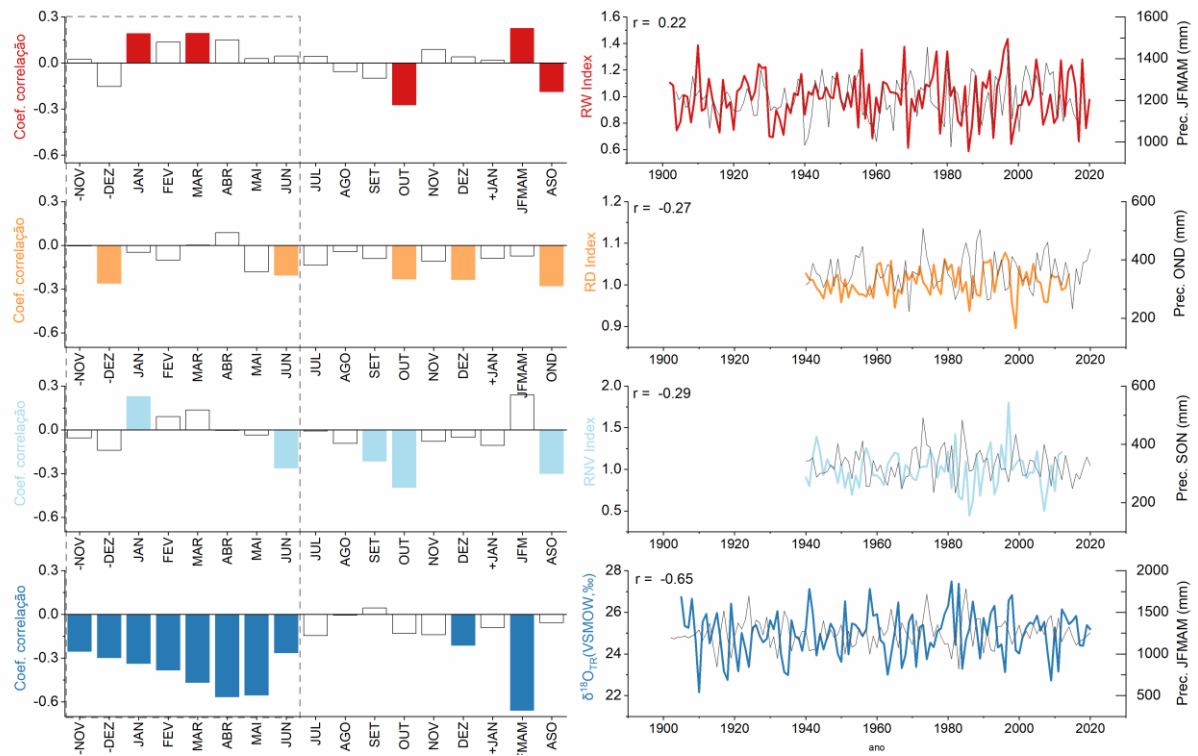 0.3
0.0
-0.3
-0.6
Coef. correlação
-NOV
-DEZ
JAN
FEV
MAR
ABR
MAI
JUN
JUL
AGO
SET
OUT
NOV
DEZ
+JAN
JFMAM
ASO
r = 0.22
RW Index
1.6
1.4
1.2
1.0
0.8
0.6
1600
1400
1200
1000
Prec. JFMAM (mm)
1900
1920
1940
1960
1980
2000
2020
0.3
0.0
-0.3
-0.6
Coef. correlação
-NOV
-DEZ
JAN
FEV
MAR
ABR
MAI
JUN
JUL
AGO
SET
OUT
NOV
DEZ
+JAN
JFMAM
OND
r = -0.27
RD Index
1.2
1.1
1.0
0.9
600
500
400
300
200
Prec. OND (mm)
1900
1920
1940
1960
1980
2000
2020
0.3
0.0
-0.3
-0.6
Coef. correlação
-NOV
-DEZ
JAN
FEV
MAR
ABR
MAI
JUN
JUL
AGO
SET
OUT
NOV
DEZ
+JAN
JFM
ASO
r = -0.29
RNV Index
2.0
1.5
1.0
0.5
600
500
400
300
200
Prec. SON (mm)
1900
1920
1940
1960
1980
2000
2020
0.3
0.0
-0.3
-0.6
Coef. correlação
-NOV
-DEZ
JAN
FEV
MAR
ABR
MAI
JUN
JUL
AGO
SET
OUT
NOV
DEZ
+JAN
JFMAM
ASO
r = -0.65
δ¹⁸O_TR(VSMOW,‰)
28
26
24
22
2000
1500
1000
500
Prec. JFMAM (mm)
1900
1920
1940
1960
1980
2000
2020
ano